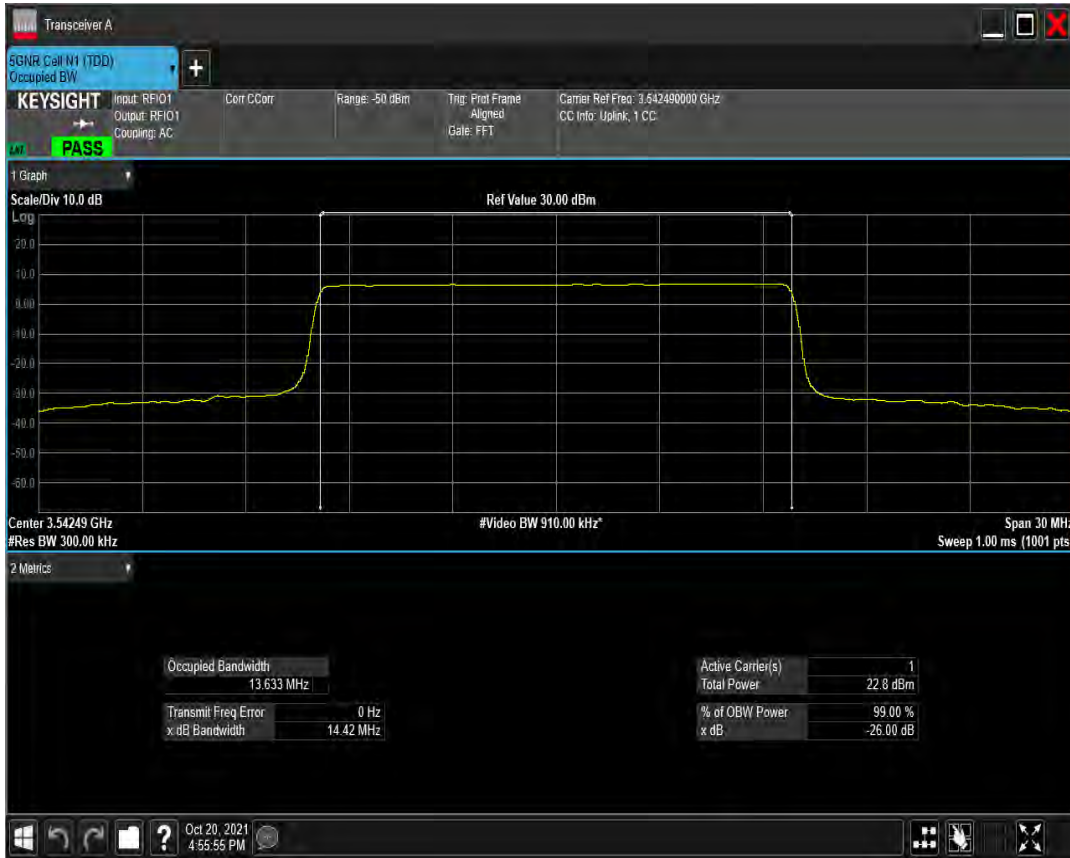 Transceiver A
5GNR Cell N1 (TDD)
Occupied BW
+
KEYSIGHT
Input: RFIO1
Output: RFIO1
Coupling: AC
Corr CCorr
Range: -50 dBm
Trig: Prot Frame
Aligned
Gate: FFT
Carrier Ref Freq: 3.542490000 GHz
CC Info: Uplink, 1 CC
PASS
1 Graph
Scale/Div 10.0 dB
Ref Value 30.00 dBm
Log
20.0
10.0
0.00
-10.0
-20.0
-30.0
-40.0
-50.0
-60.0
Center 3.54249 GHz
#Video BW 910.00 kHz*
Span 30 MHz
#Res BW 300.00 kHz
Sweep 1.00 ms (1001 pts
2 Metrics
Occupied Bandwidth
13.633 MHz
Transmit Freq Error 0 Hz
x dB Bandwidth 14.42 MHz
Active Carrier(s) 1
Total Power 22.8 dBm
% of OBW Power 99.00 %
x dB -26.00 dB
?
Oct 20, 2021
4:55:55 PM